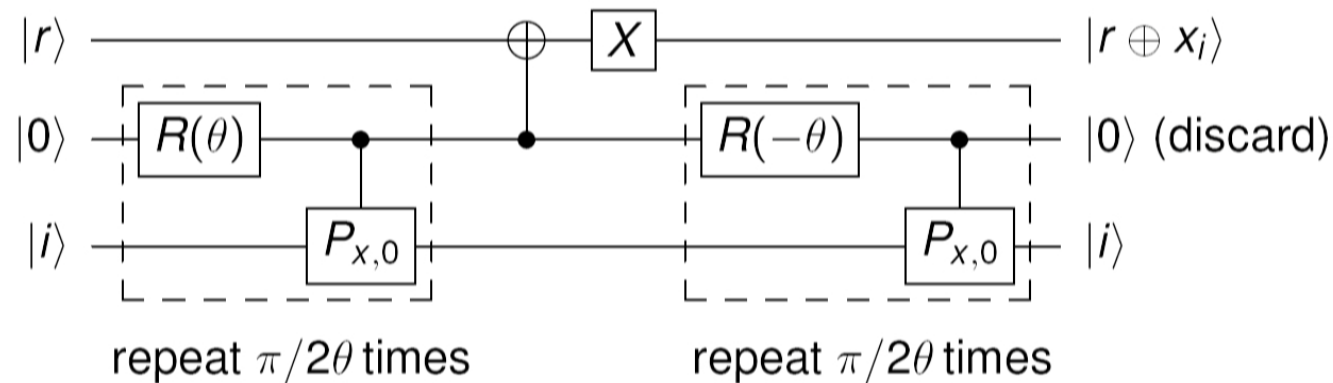 |r⟩ X |r ⊕ xᵢ⟩
|0⟩ R(θ) R(−θ) |0⟩ (discard)
|i⟩ Pₓ,₀ Pₓ,₀ |i⟩
repeat π/2θ times repeat π/2θ times